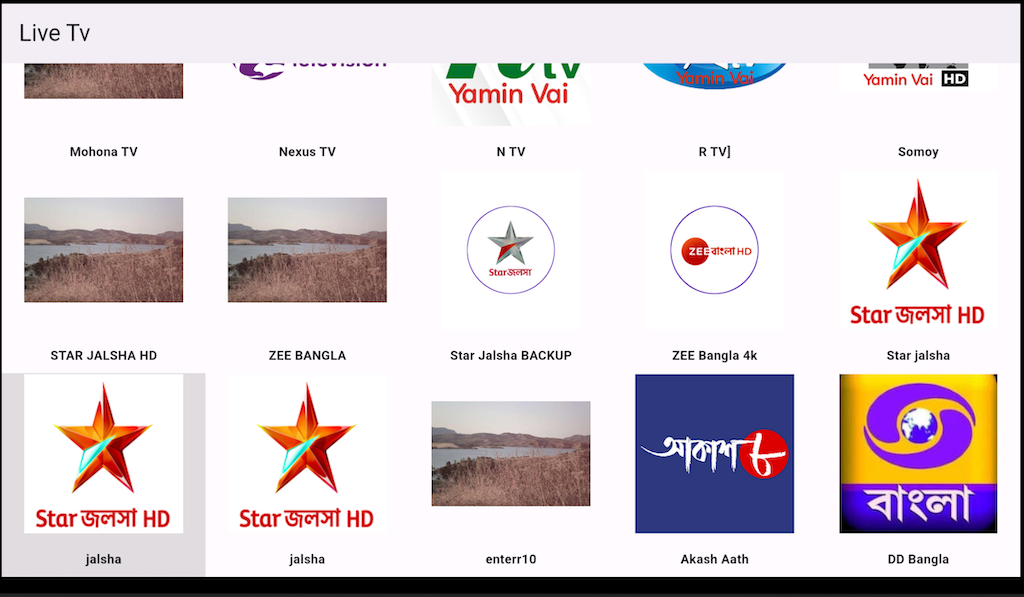 Live Tv
Television
tv
Yamin Vai
Yamin Vai
Yamin Vai HD
Mohona TV
Nexus TV
N TV
R TV]
Somoy
Star জলসা
ZEE বাংলা HD
Star জলসা HD
STAR JALSHA HD
ZEE BANGLA
Star Jalsha BACKUP
ZEE Bangla 4k
Star jalsha
Star জলসা HD
Star জলসা HD
আকাশ ৮
বাংলা
jalsha
jalsha
enterr10
Akash Aath
DD Bangla